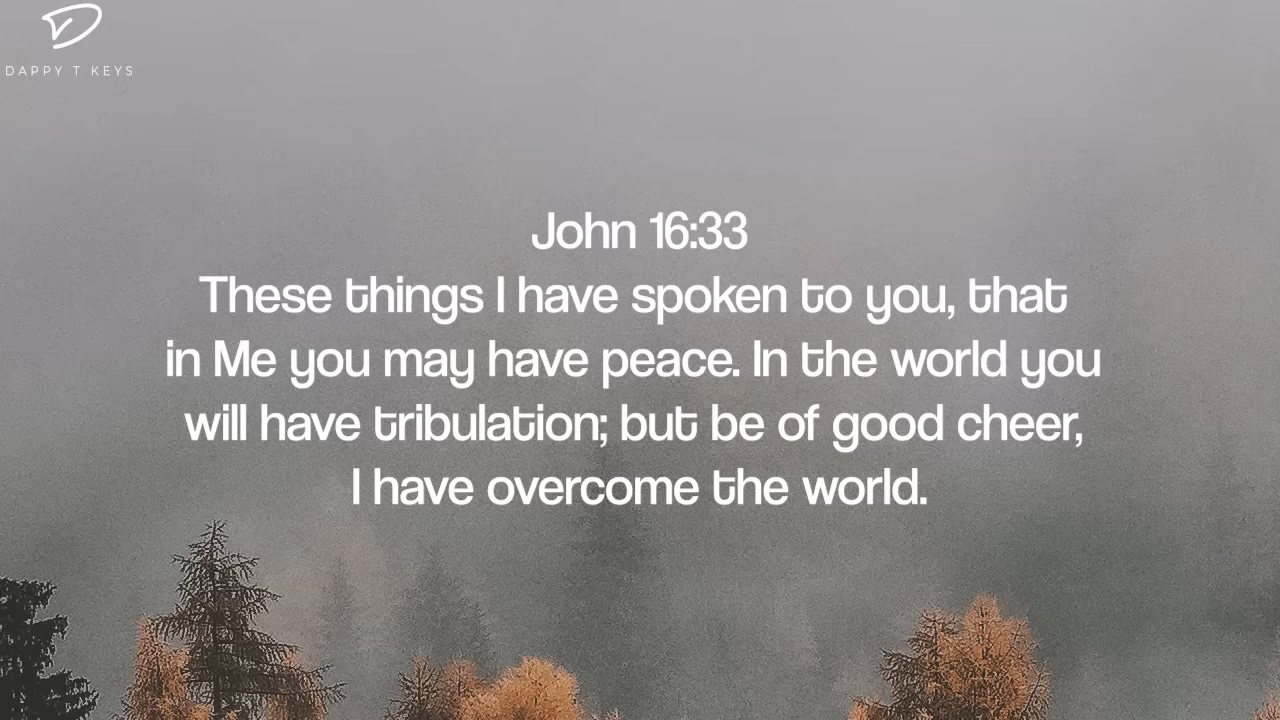 DAPPY T KEYS
John 16:33
These things I have spoken to you, that
in Me you may have peace. In the world you
will have tribulation; but be of good cheer,
I have overcome the world.